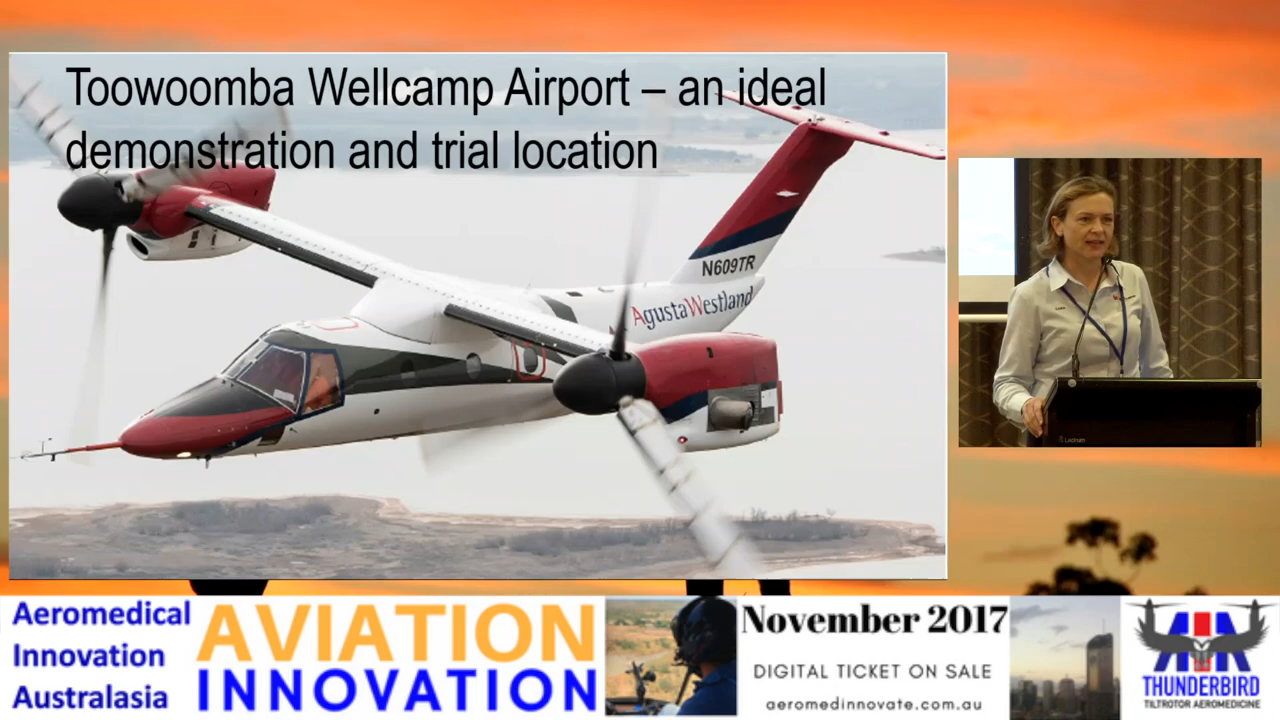 Toowoomba Wellcamp Airport – an ideal
demonstration and trial location
N609TR
AgustaWestland
Lectrum
Aeromedical
Innovation
Australasia
AVIATION
INNOVATION
November 2017
DIGITAL TICKET ON SALE
aeromedinnovate.com.au
THUNDERBIRD
TILTROTOR AEROMEDICINE